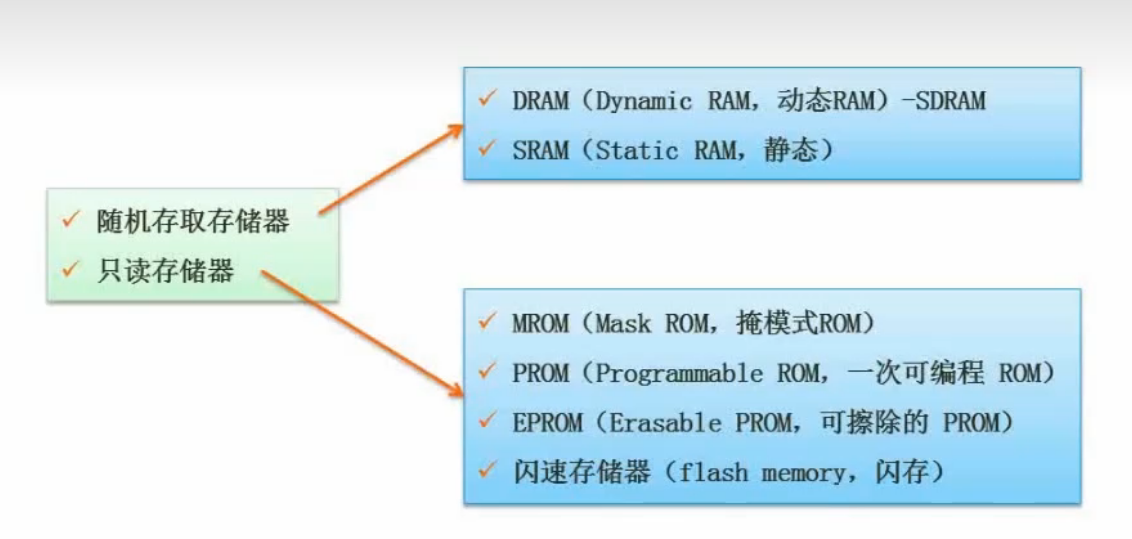 随机存取存储器
只读存储器
DRAM（Dynamic RAM，动态RAM）-SDRAM
SRAM（Static RAM，静态）
MROM（Mask ROM，掩模式ROM）
PROM（Programmable ROM，一次可编程 ROM）
EPROM（Erasable PROM，可擦除的 PROM）
闪速存储器（flash memory，闪存）